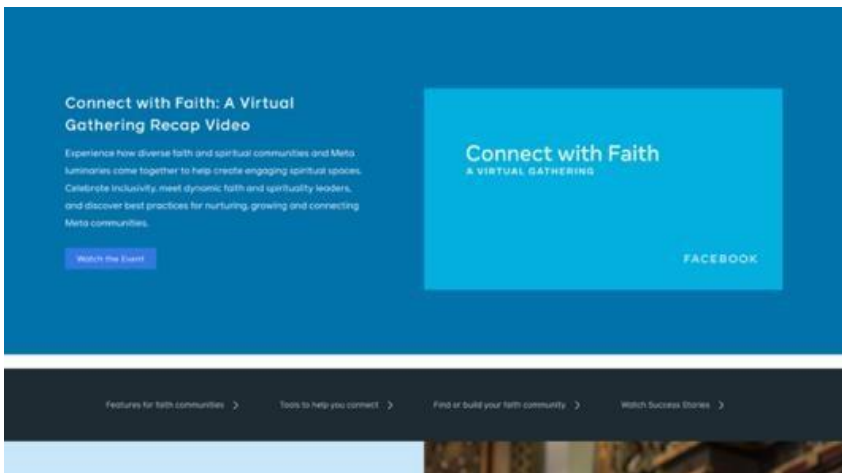 Connect with Faith: A Virtual
Gathering Recap Video
Experience how diverse faith and spiritual communities and Meta
luminaries come together to help create engaging spiritual spaces.
Celebrate inclusivity, meet dynamic faith and spirituality leaders,
and discover best practices for nurturing, growing and connecting
Meta communities.
Watch the Event
Connect with Faith
A VIRTUAL GATHERING
FACEBOOK
Features for faith communities
Tools to help you connect
Find or build your faith community
Watch Success Stories